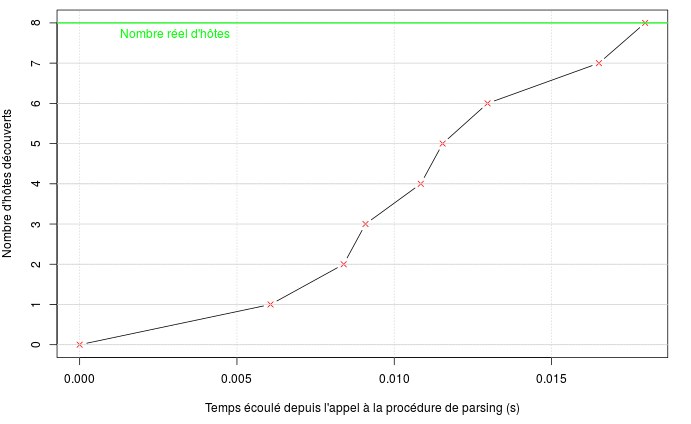 Nombre réel d'hôtes
Nombre d'hôtes découverts
8
7
6
5
4
3
2
1
0
0.000 0.005 0.010 0.015
Temps écoulé depuis l'appel à la procédure de parsing (s)